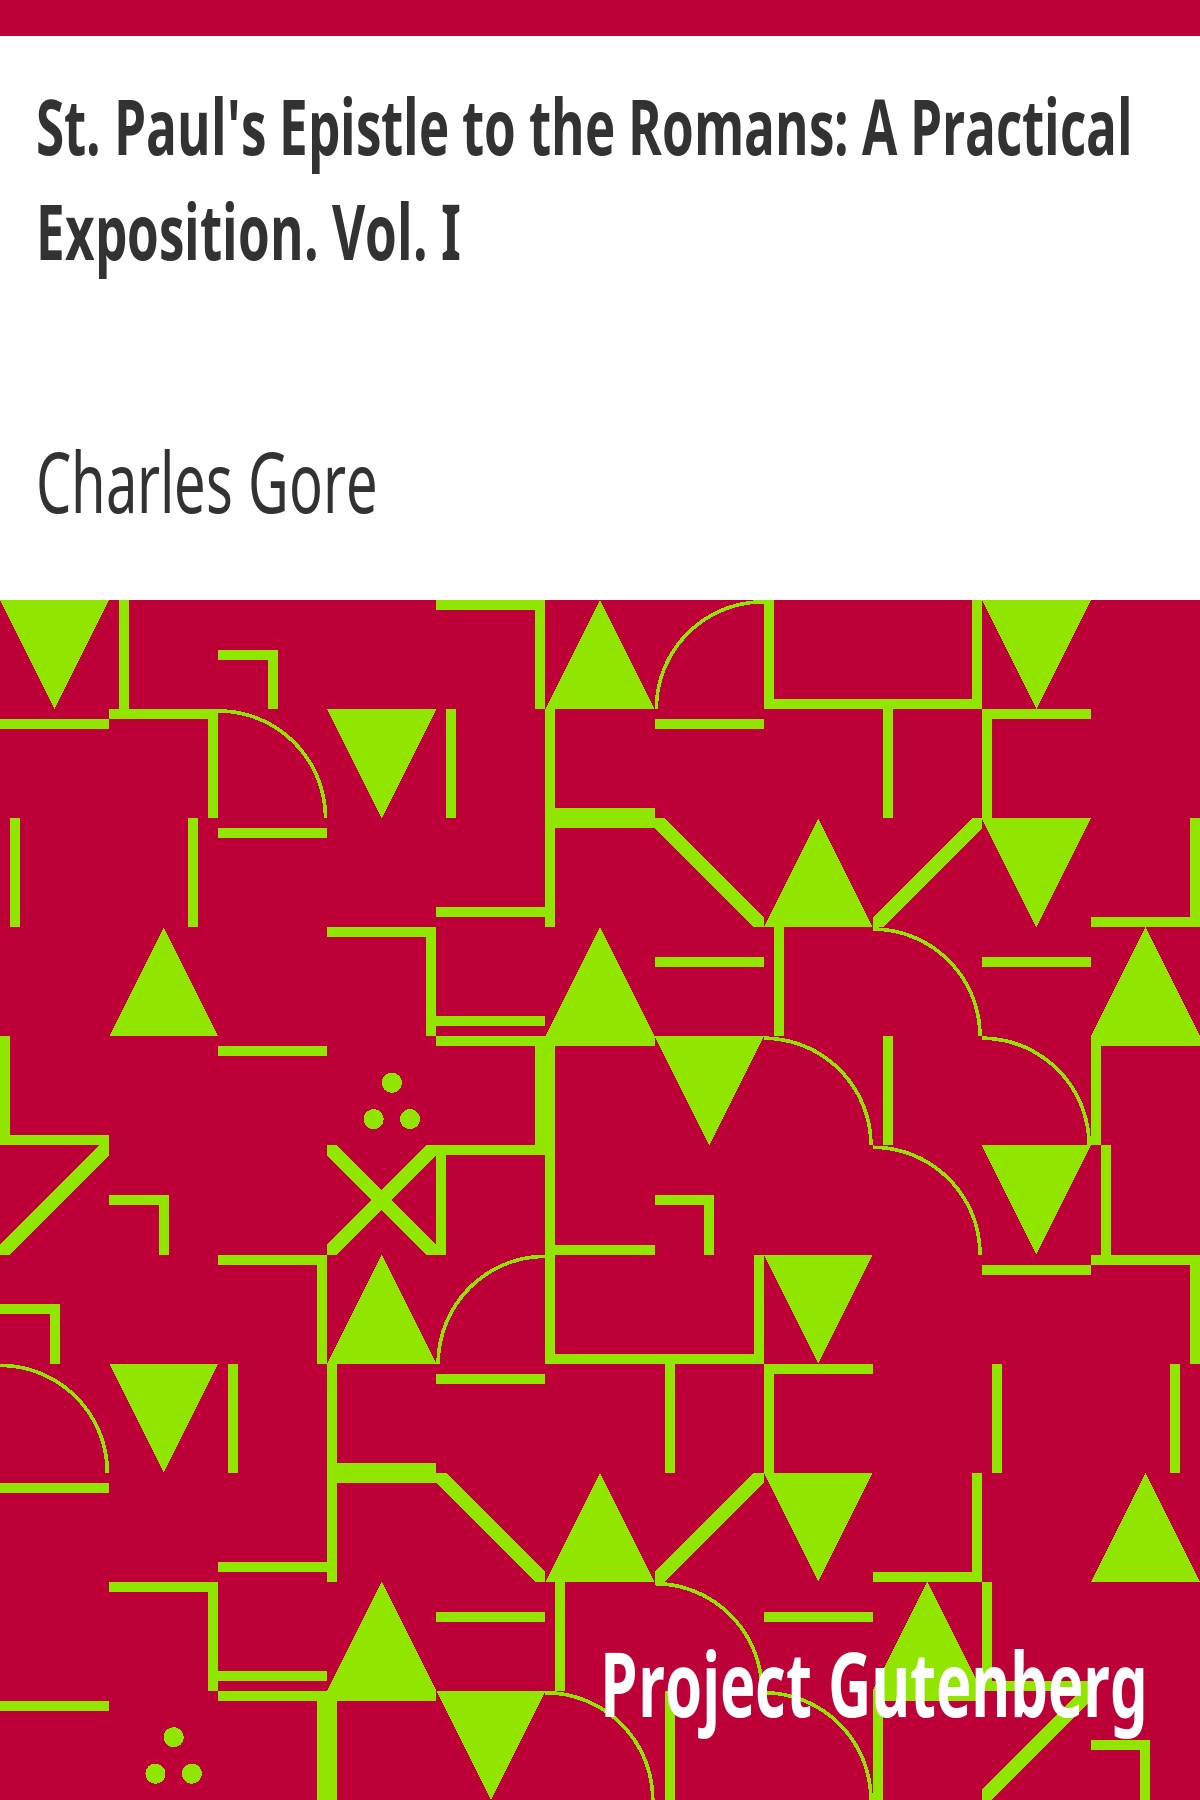 St. Paul's Epistle to the Romans: A Practical
Exposition. Vol. I
Charles Gore
Project Gutenberg